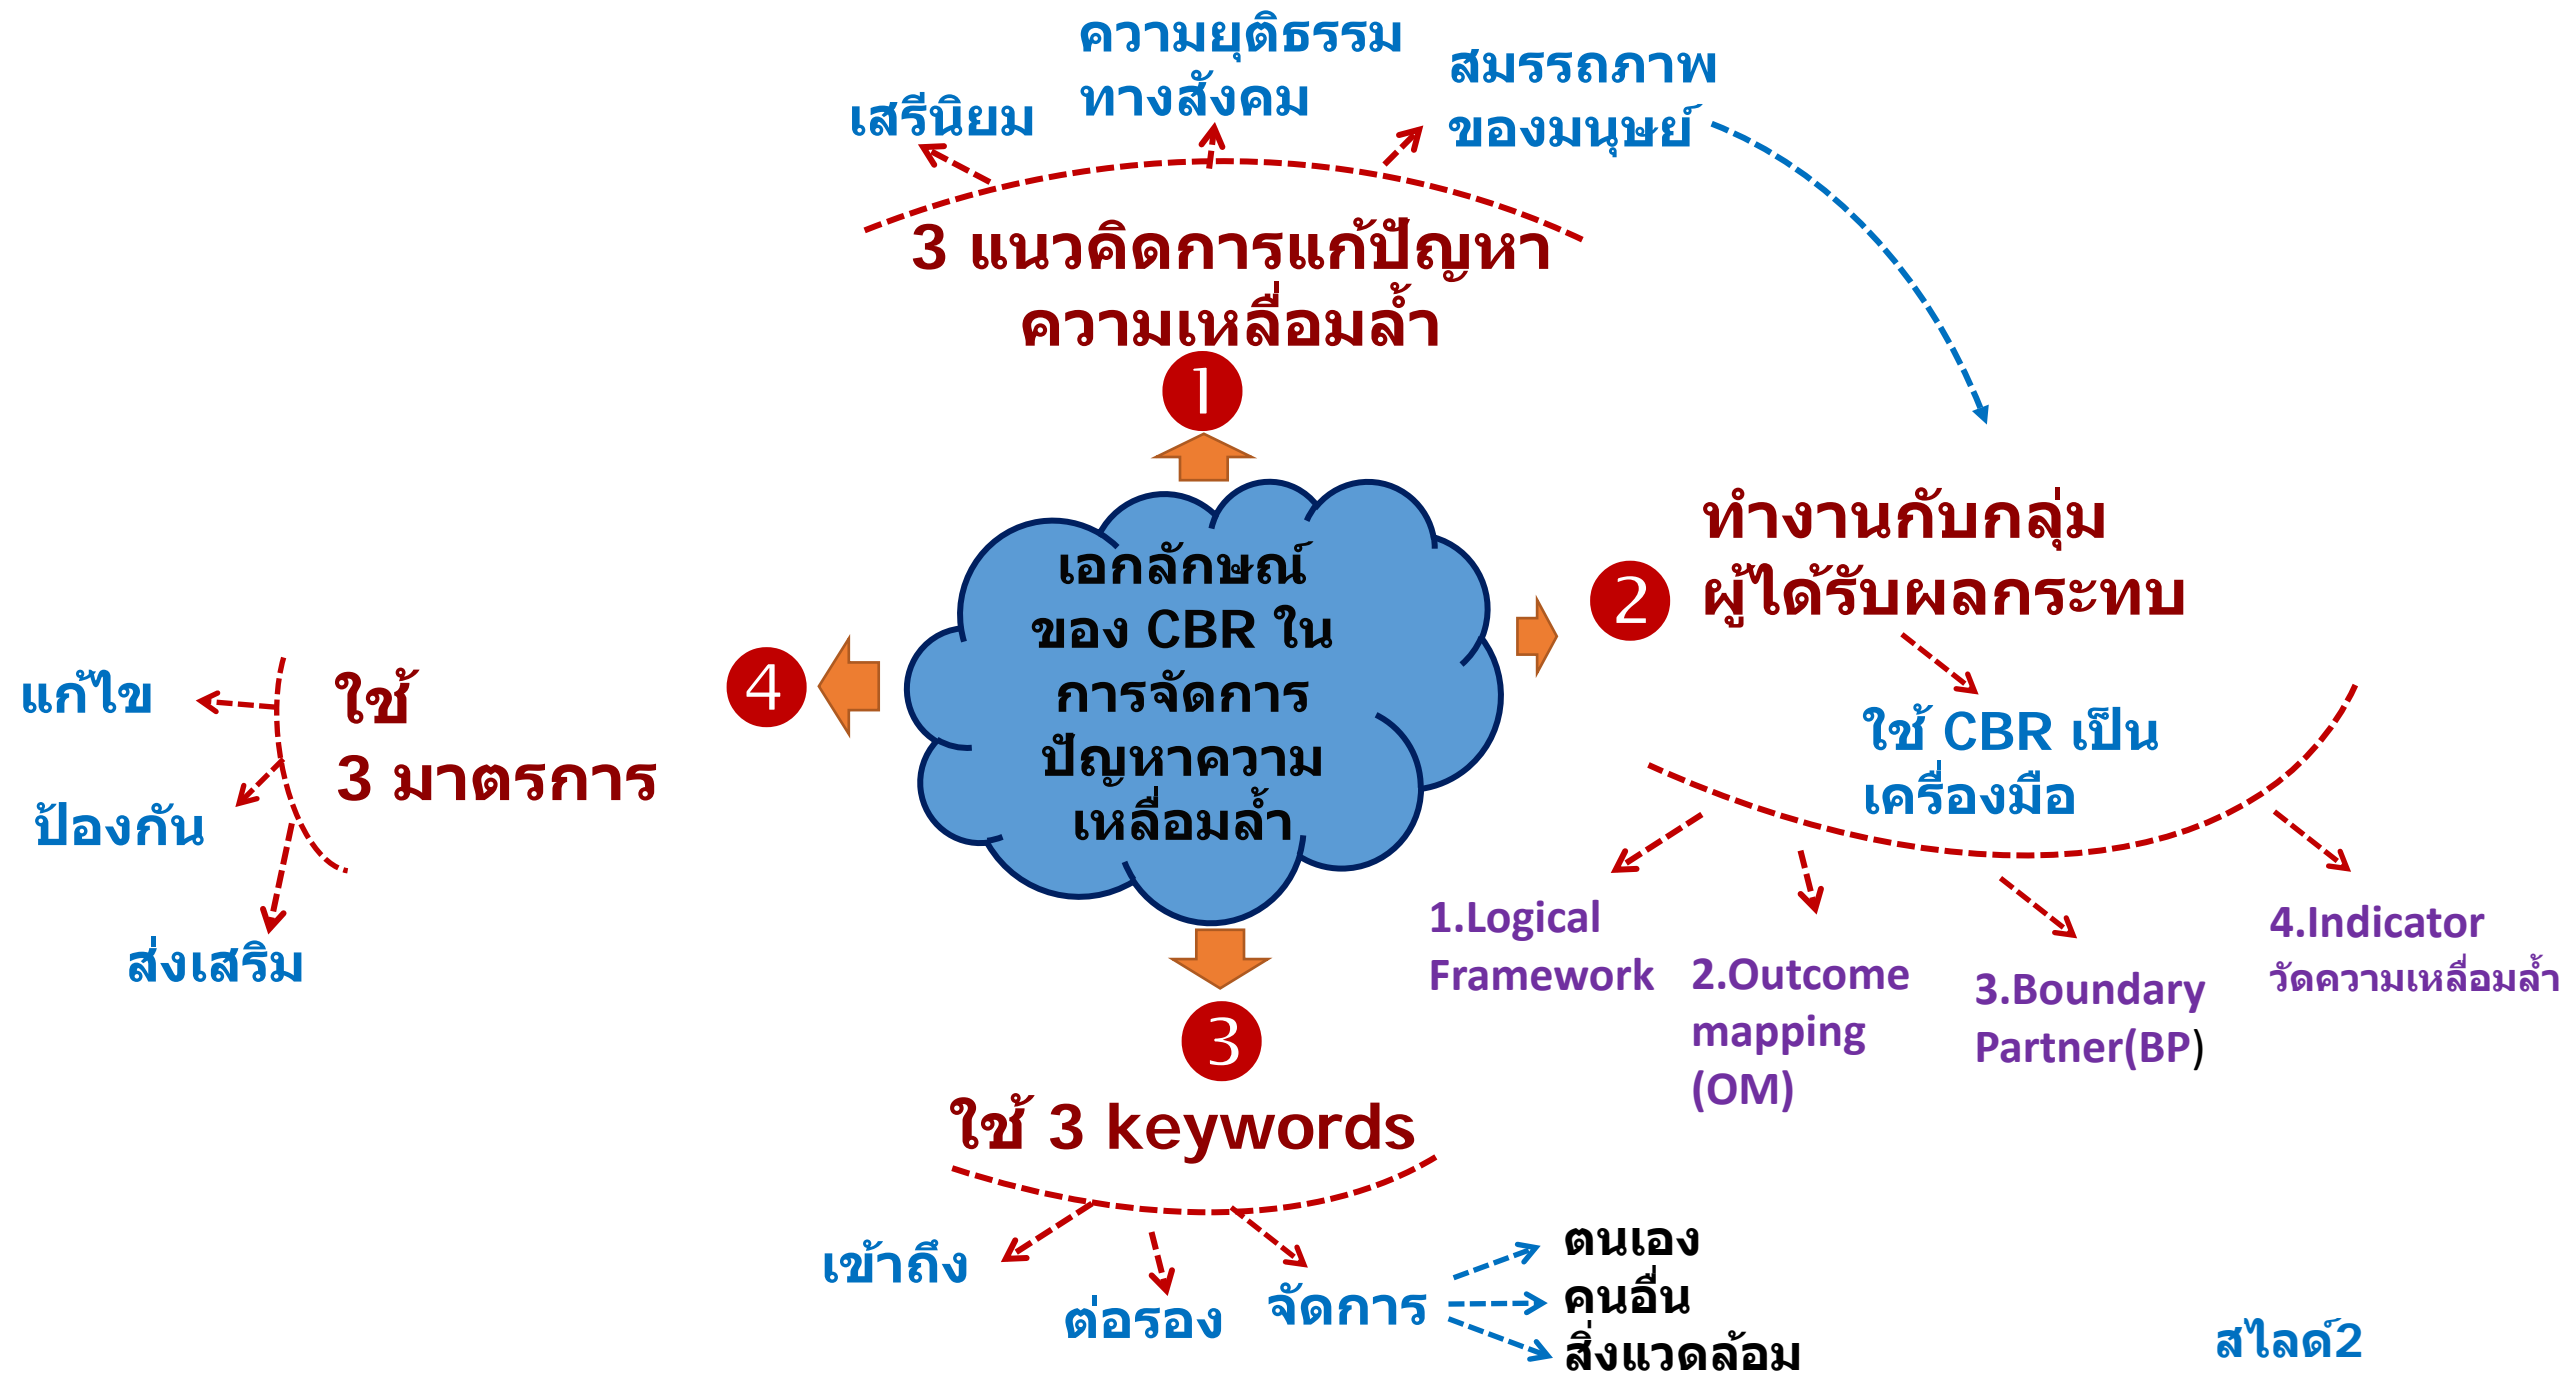 ความยุติธรรม
ทางสังคม
สมรรถภาพ
ของมนุษย์
เสรีนิยม
3 แนวคิดการแก้ปัญหา
ความเหลื่อมล้ำ
1
เอกลักษณ์
ของ CBR ใน
การจัดการ
ปัญหาความ
เหลื่อมล้ำ
2
ทำงานกับกลุ่ม
ผู้ได้รับผลกระทบ
ใช้ CBR เป็น
เครื่องมือ
1.Logical
Framework
2.Outcome
mapping
(OM)
3.Boundary
Partner(BP)
4.Indicator
วัดความเหลื่อมล้ำ
3
ใช้ 3 keywords
เข้าถึง
ต่อรอง
จัดการ
ตนเอง
คนอื่น
สิ่งแวดล้อม
4
ใช้
3 มาตรการ
แก้ไข
ป้องกัน
ส่งเสริม
สไลด์2